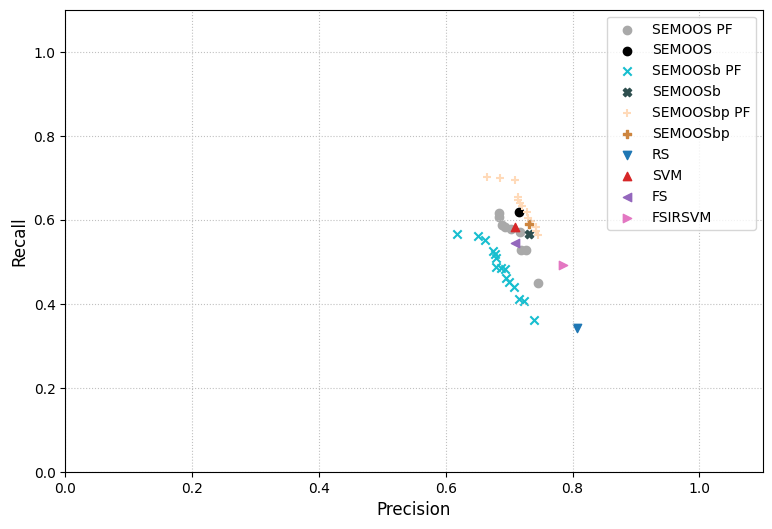 SEMOOS PF
SEMOOS
SEMOOSb PF
SEMOOSb
SEMOOSbp PF
SEMOOSbp
RS
SVM
FS
FSIRSVM
1.0
0.8
0.6
0.4
0.2
0.0
Recall
0.0 0.2 0.4 0.6 0.8 1.0
Precision